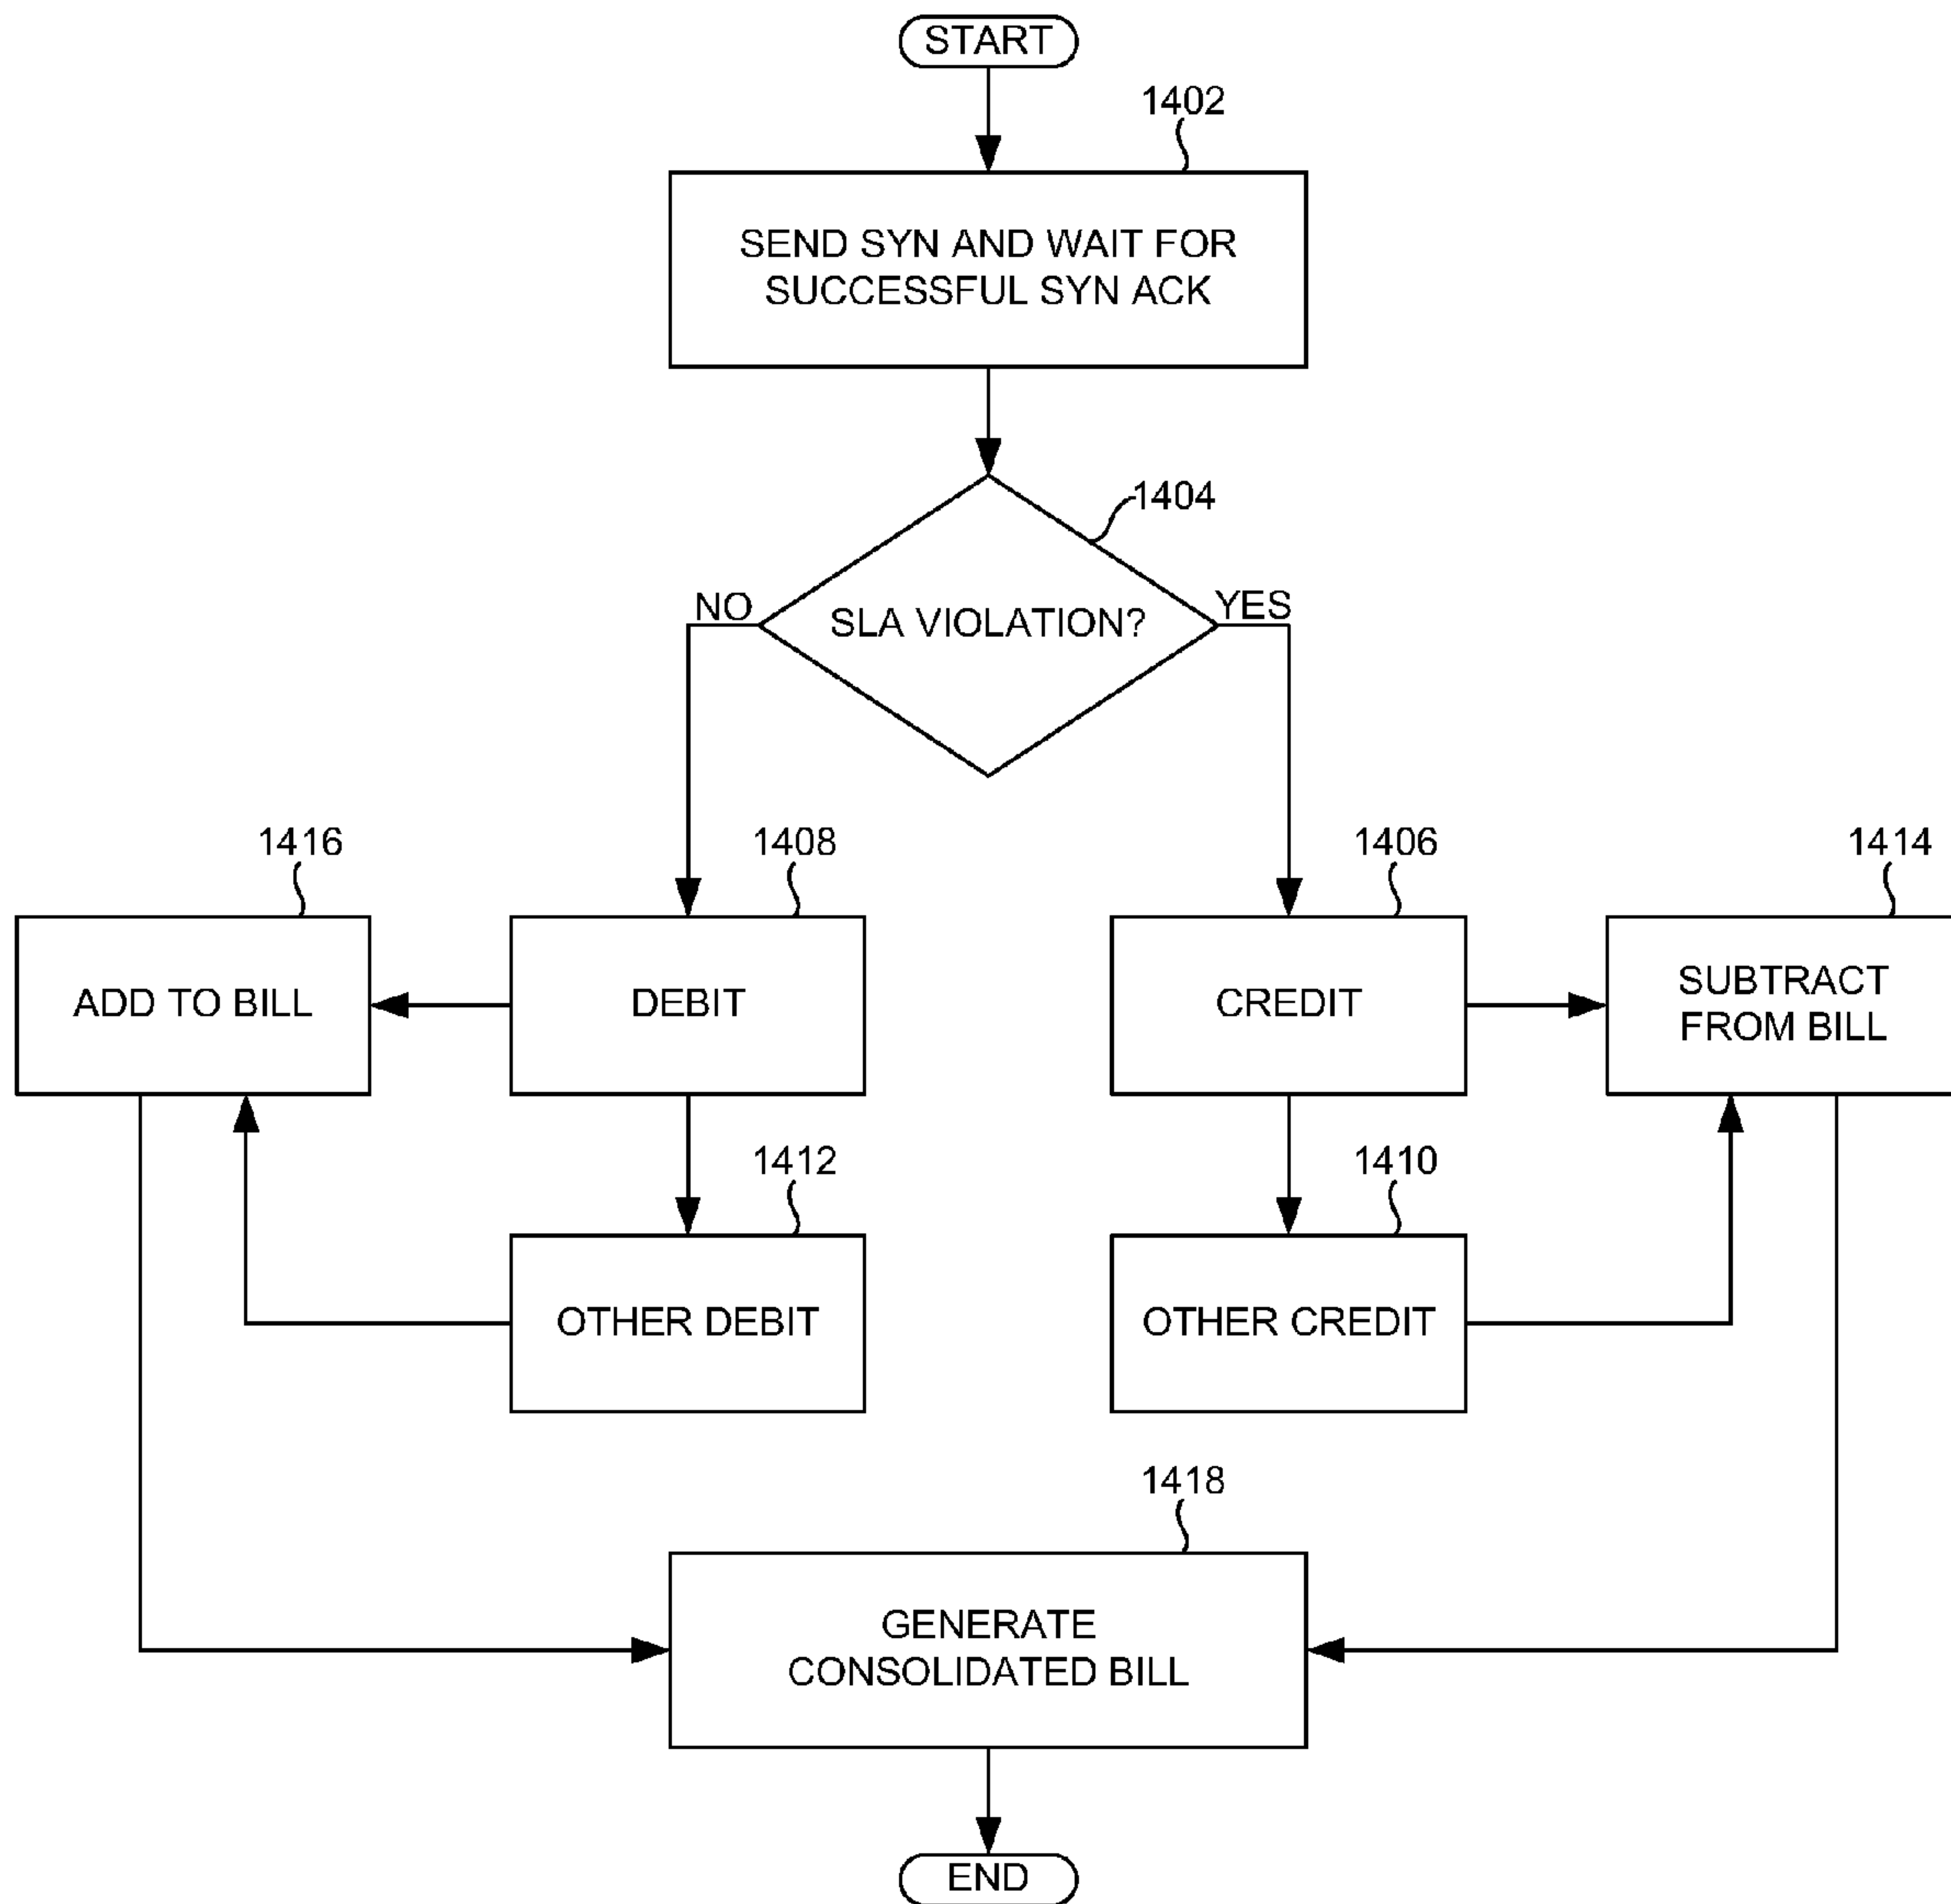 START
1402
SEND SYN AND WAIT FOR
SUCCESSFUL SYN ACK
1404
NO
YES
SLA VIOLATION?
1416
1408
1406
1414
ADD TO BILL
DEBIT
CREDIT
SUBTRACT
FROM BILL
1412
1410
OTHER DEBIT
OTHER CREDIT
1418
GENERATE
CONSOLIDATED BILL
END